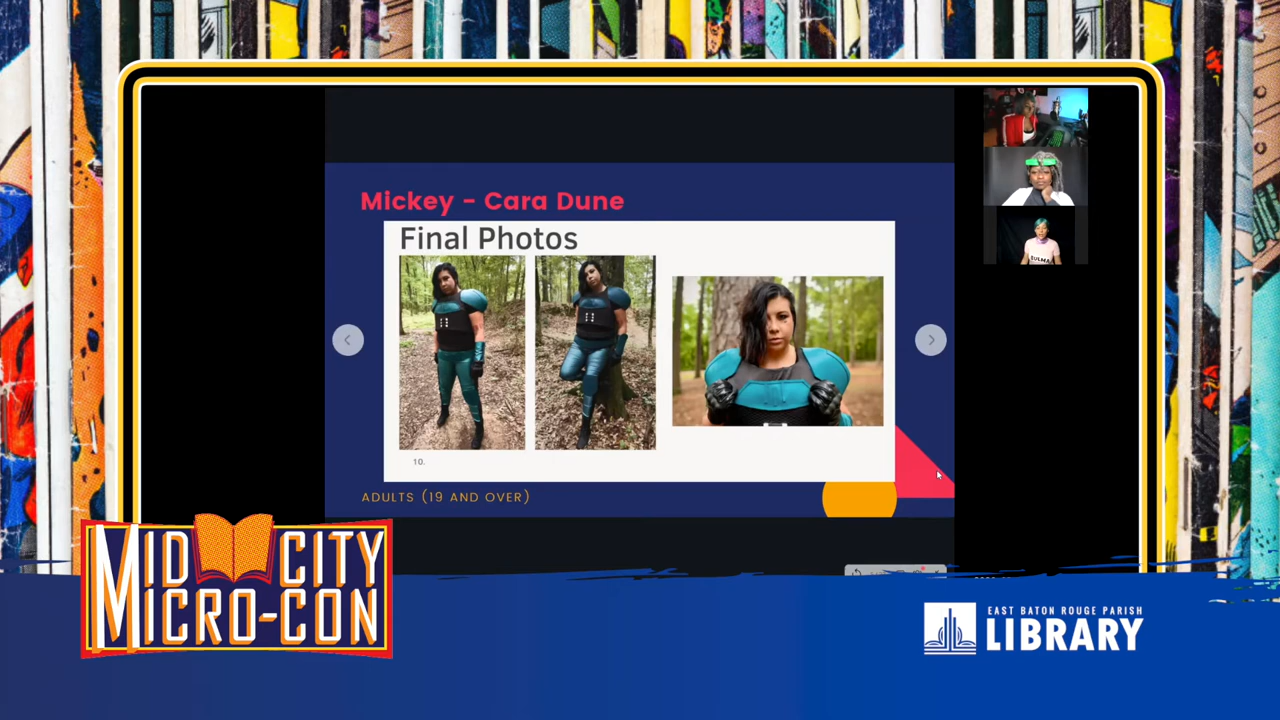 Mickey - Cara Dune
Final Photos
10.
ADULTS (19 AND OVER)
MID CITY
MICRO-CON
EAST BATON ROUGE PARISH
LIBRARY